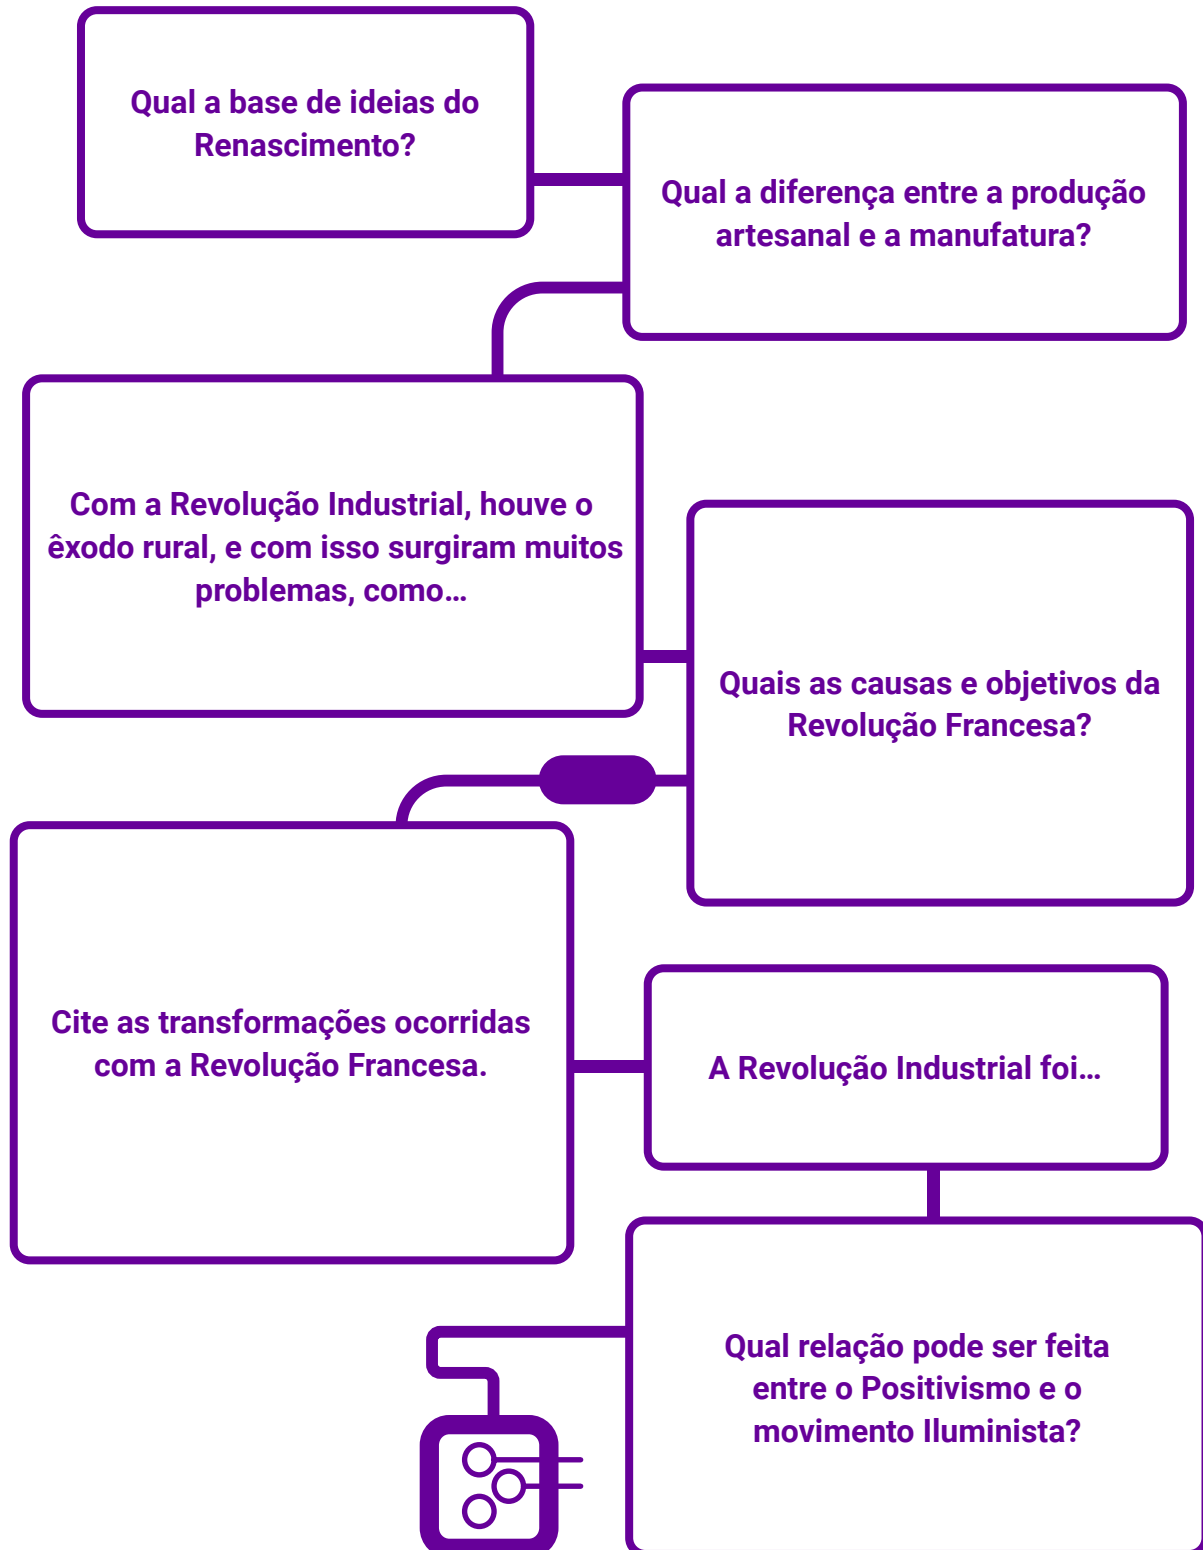 Qual a base de ideias do
Renascimento?
Qual a diferença entre a produção
artesanal e a manufatura?
Com a Revolução Industrial, houve o
êxodo rural, e com isso surgiram muitos
problemas, como…
Quais as causas e objetivos da
Revolução Francesa?
Cite as transformações ocorridas
com a Revolução Francesa.
A Revolução Industrial foi…
Qual relação pode ser feita
entre o Positivismo e o
movimento Iluminista?